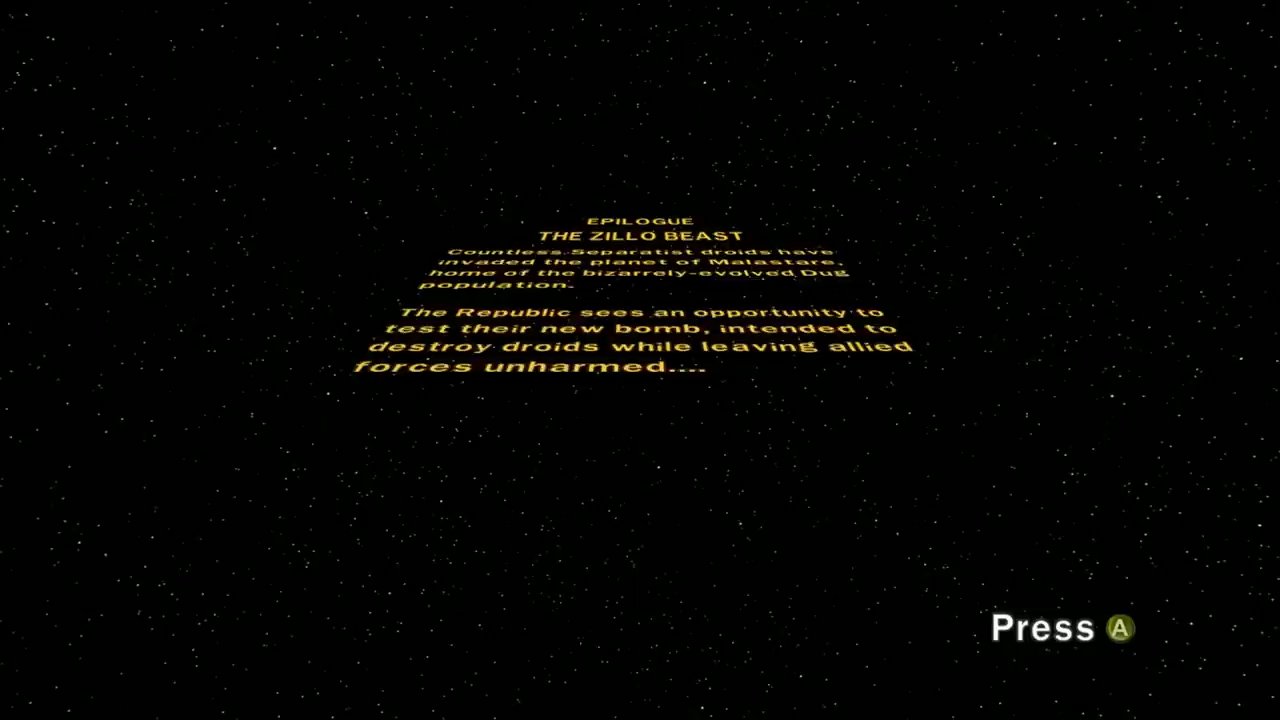 EPILOGUE
THE ZILLO BEAST
Countless Separatist droids have
invaded the planet of Malastare,
home of the bizarrely-evolved Dug
population.
The Republic sees an opportunity to
test their new bomb, intended to
destroy droids while leaving allied
forces unharmed....
Press A